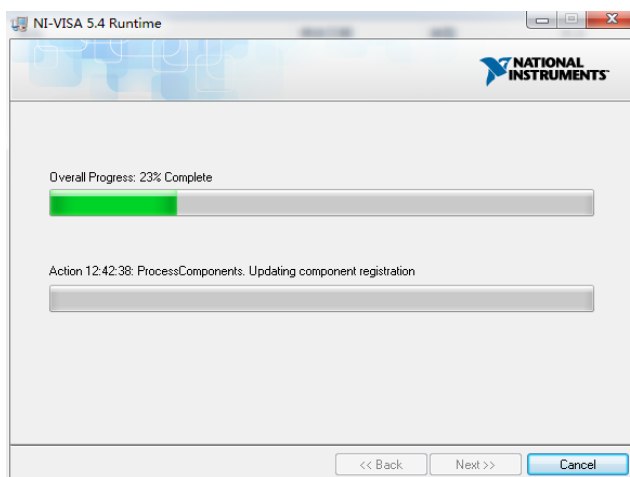 NI-VISA 5.4 Runtime
NATIONAL
INSTRUMENTS™
Overall Progress: 23% Complete
Action 12:42:38: ProcessComponents. Updating component registration
<< Back
Next >>
Cancel